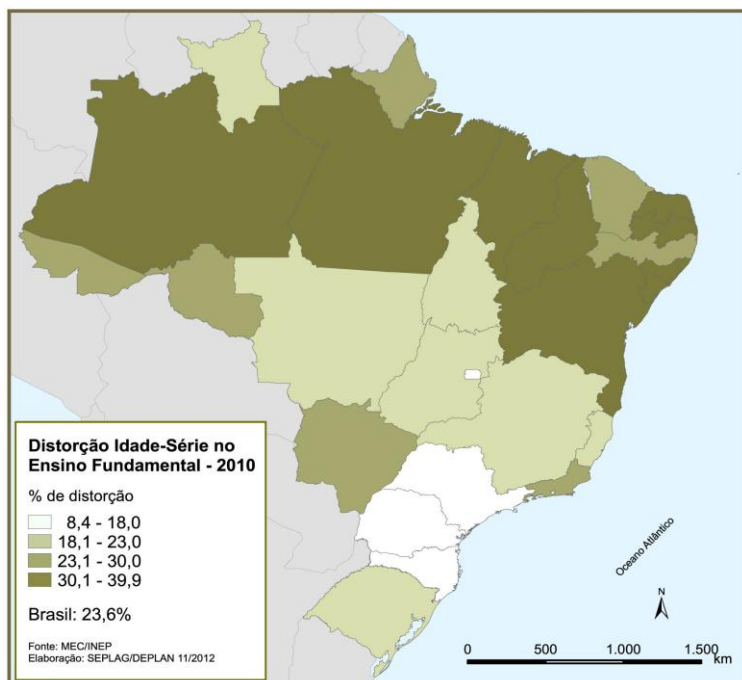 Distorção Idade-Série no
Ensino Fundamental - 2010
% de distorção
8,4 - 18,0
18,1 - 23,0
23,1 - 30,0
30,1 - 39,9
Brasil: 23,6%
Fonte: MEC/INEP
Elaboração: SEPLAG/DEPLAN 11/2012
Oceano Atlântico
N
0 500 1.000 1.500
km